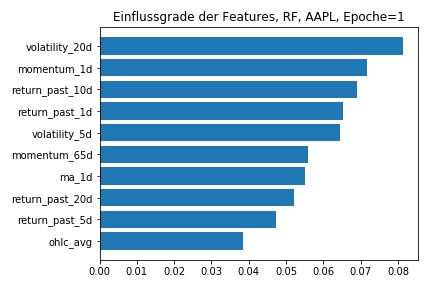 Einflussgrade der Features, RF, AAPL, Epoche=1
volatility_20d
momentum_1d
return_past_10d
return_past_1d
volatility_5d
momentum_65d
ma_1d
return_past_20d
return_past_5d
ohlc_avg
0.00 0.01 0.02 0.03 0.04 0.05 0.06 0.07 0.08